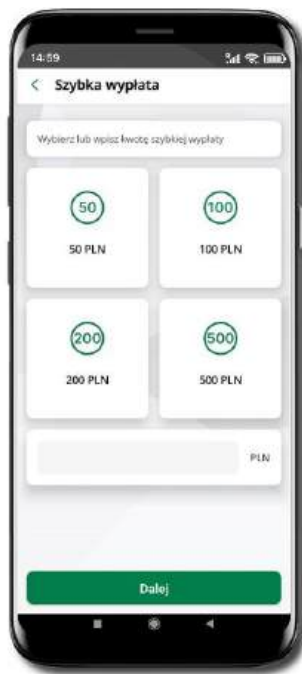 14:59
Szybka wypłata
Wybierz lub wpisz kwotę szybkiej wypłaty
50
100
50 PLN
100 PLN
200
500
200 PLN
500 PLN
PLN
Dalej